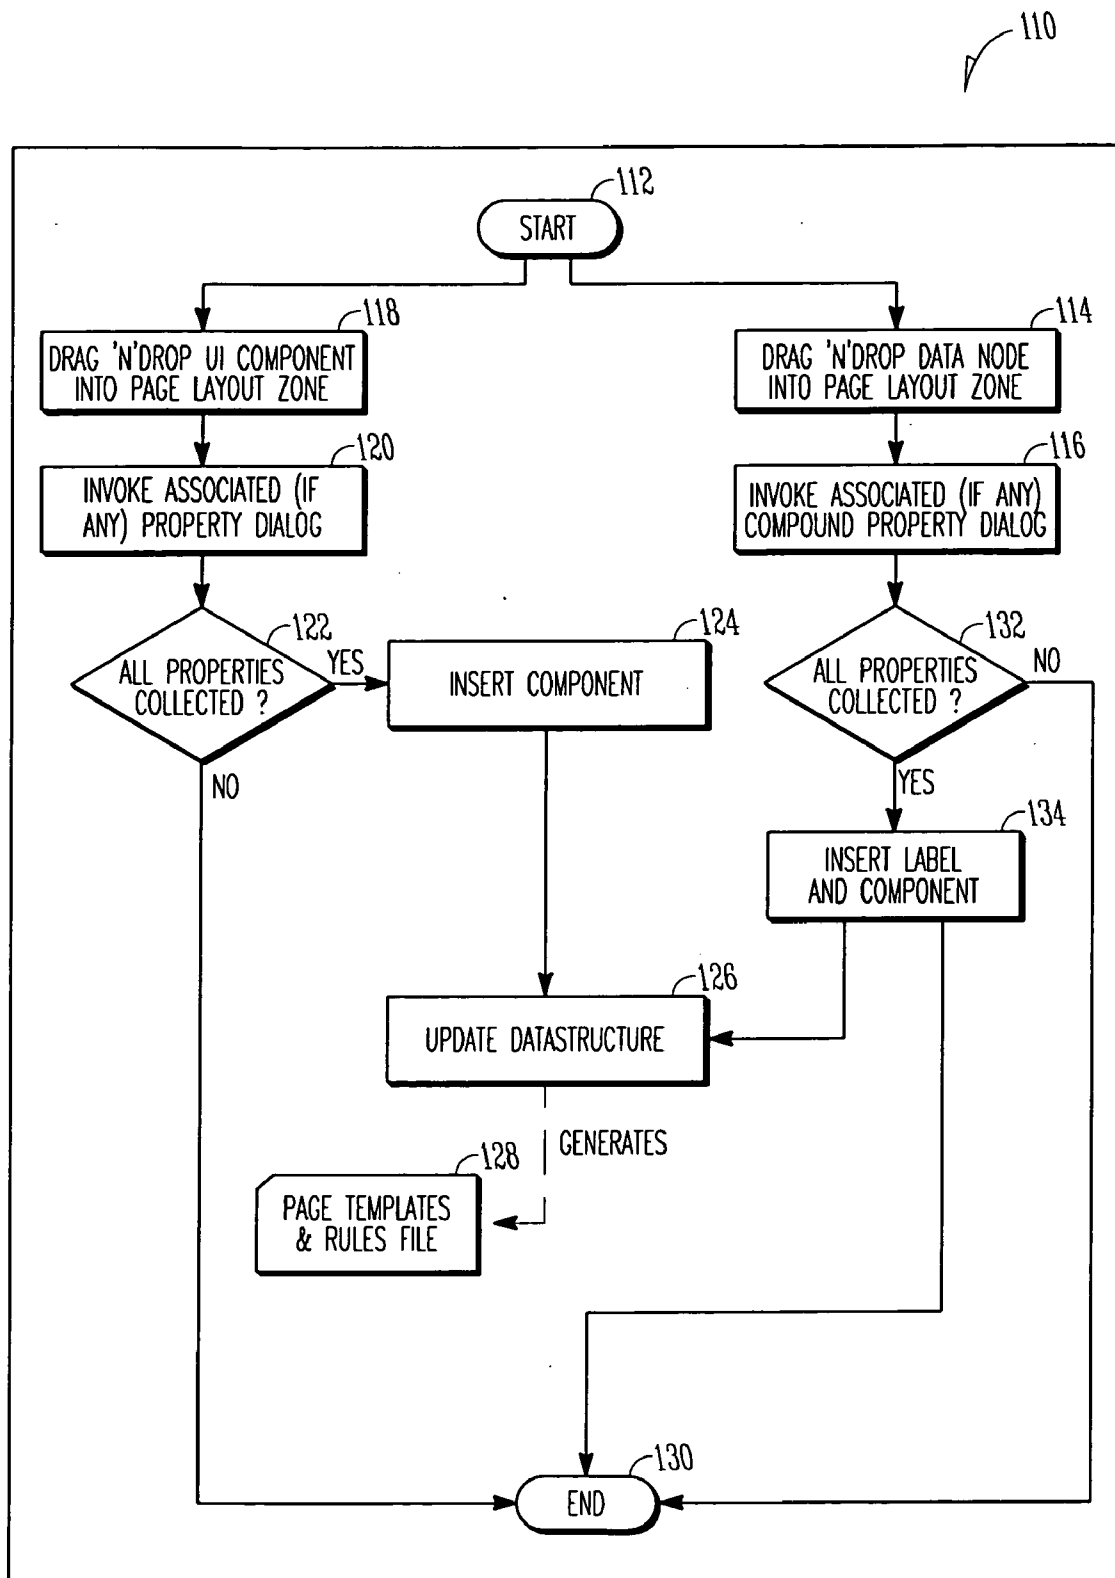 110
112
START
118
DRAG 'N'DROP UI COMPONENT
INTO PAGE LAYOUT ZONE
114
DRAG 'N'DROP DATA NODE
INTO PAGE LAYOUT ZONE
120
INVOKE ASSOCIATED (IF
ANY) PROPERTY DIALOG
116
INVOKE ASSOCIATED (IF ANY)
COMPOUND PROPERTY DIALOG
122
ALL PROPERTIES
COLLECTED ?
YES
NO
124
INSERT COMPONENT
132
ALL PROPERTIES
COLLECTED ?
NO
YES
134
INSERT LABEL
AND COMPONENT
126
UPDATE DATASTRUCTURE
GENERATES
128
PAGE TEMPLATES
& RULES FILE
130
END